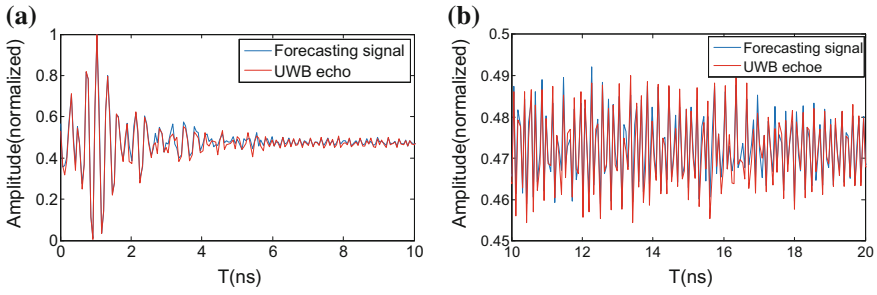 (a)
Amplitude(normalized)
1
0.8
0.6
0.4
0.2
0
0
2
4
6
8
10
T(ns)
Forecasting signal
UWB echo
(b)
Amplitude(normalized)
0.5
0.49
0.48
0.47
0.46
0.45
10
12
14
16
18
20
T(ns)
Forecasting signal
UWB echoe